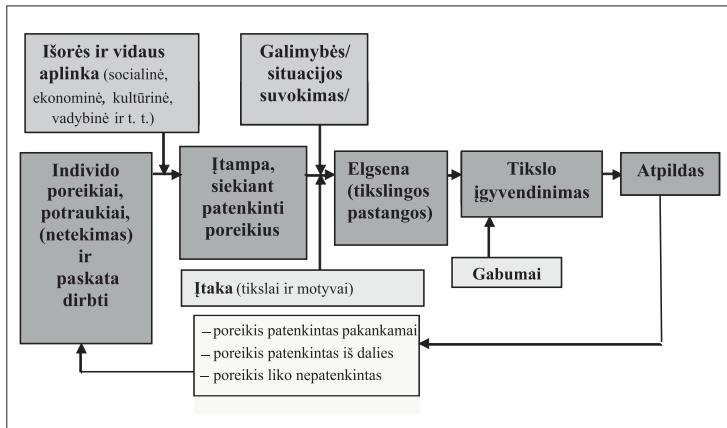 Išorės ir vidaus
aplinka (socialinė,
ekonominė, kultūrinė,
vadybinė ir t. t.)
Galimybės/
situacijos
suvokimas/
Individo
poreikiai,
potraukiai,
(netekimas)
ir
paskata
dirbti
Įtampa,
siekiant
patenkinti
poreikius
Elgsena
(tikslingos
pastangos)
Tikslo
įgyvendinimas
Atpildas
Įtaka (tikslai ir motyvai)
Gabumai
– poreikis patenkintas pakankamai
– poreikis patenkintas iš dalies
– poreikis liko nepatenkintas